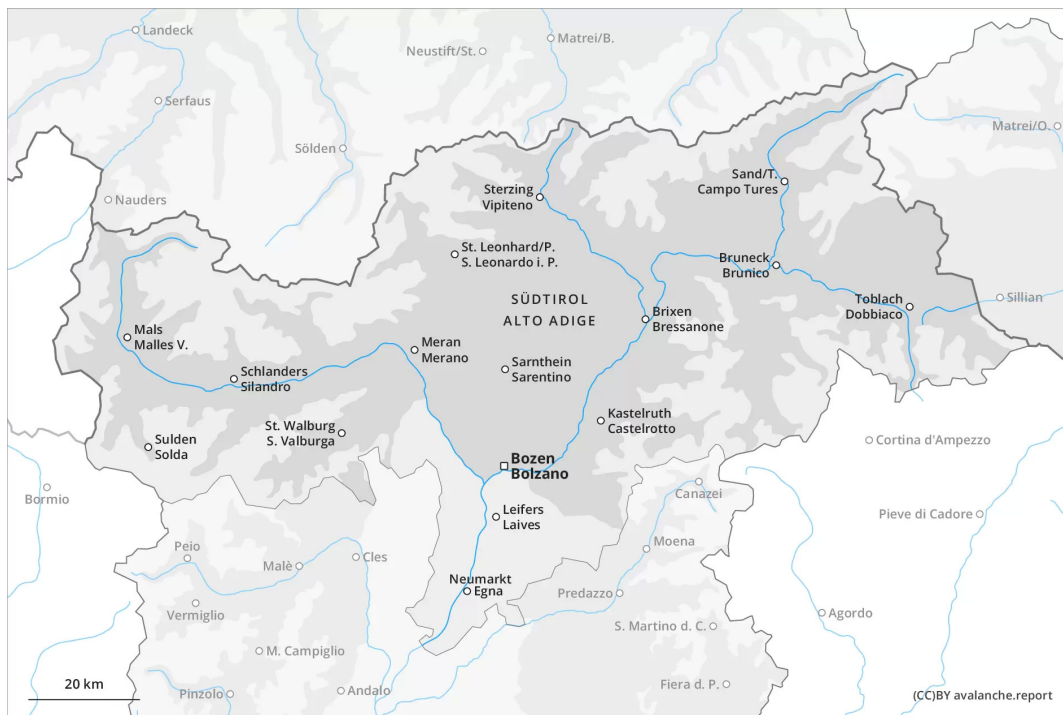 Landeck
Matrei/B.
Neustift/St.
Serfaus
Matrei/O.
Sölden
Sand/T.
Campo Tures
Sterzing
Vipiteno
Nauders
St. Leonhard/P.
S. Leonardo i. P.
Bruneck
Brunico
SÜDTIROL
ALTO ADIGE
Toblach
Dobbiaco
Sillian
Brixen
Bressanone
Mals
Malles V.
Meran
Merano
Sarnthein
Sarentino
Schlanders
Silandro
Kastelruth
Castelrotto
St. Walburg
S. Valburga
Sulden
Solda
Cortina d'Ampezzo
Bozen
Bolzano
Bormio
Canazei
Leifers
Laives
Pieve di Cadore
Moena
Peio
Cles
Malè
Neumarkt
Egna
Predazzo
Vermiglio
Agordo
S. Martino d. C.
M. Campiglio
20 km
Pinzolo
Andalo
Fiera d. P.
(CC)BY avalanche.report